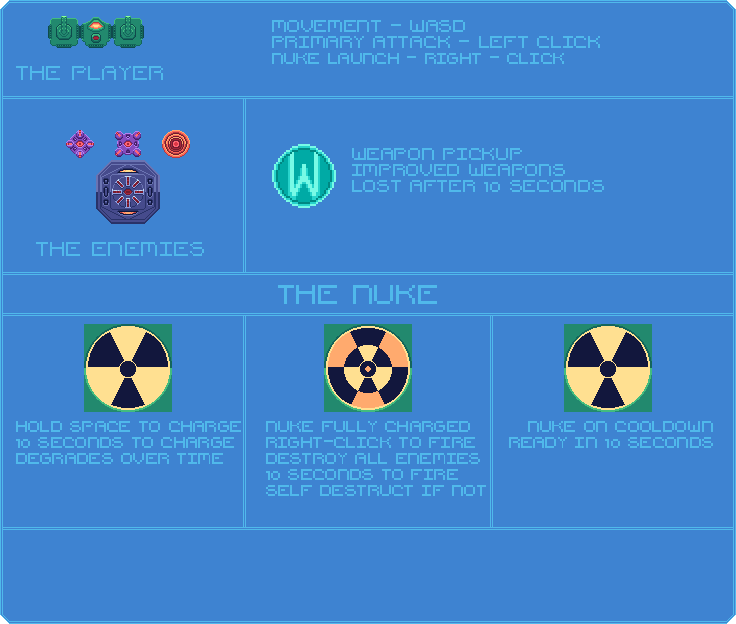 MOVEMENT - WASD
PRIMARY ATTACK - LEFT CLICK
NUKE LAUNCH - RIGHT - CLICK
THE PLAYER
W
WEAPON PICKUP
IMPROVED WEAPONS
LOST AFTER 10 SECONDS
THE ENEMIES
THE NUKE
HOLD SPACE TO CHARGE
10 SECONDS TO CHARGE
DEGRADES OVER TIME
NUKE FULLY CHARGED
RIGHT-CLICK TO FIRE
DESTROY ALL ENEMIES
10 SECONDS TO FIRE
SELF DESTRUCT IF NOT
NUKE ON COOLDOWN
READY IN 10 SECONDS